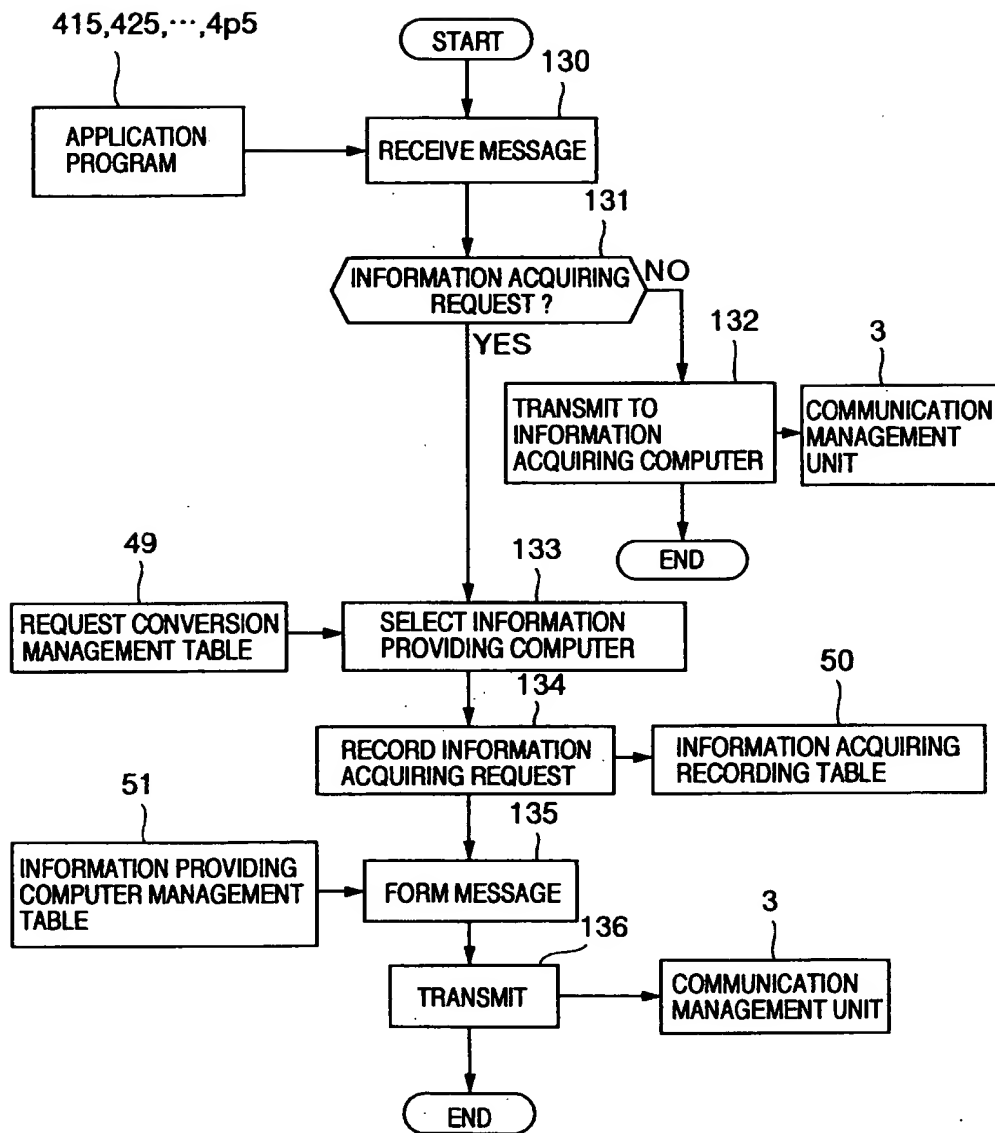 415,425,···,4p5
START
130
APPLICATION
PROGRAM
RECEIVE MESSAGE
131
INFORMATION ACQUIRING
REQUEST ?
NO
YES
132
3
TRANSMIT TO
INFORMATION
ACQUIRING COMPUTER
COMMUNICATION
MANAGEMENT
UNIT
END
49
133
REQUEST CONVERSION
MANAGEMENT TABLE
SELECT INFORMATION
PROVIDING COMPUTER
134
50
RECORD INFORMATION
ACQUIRING REQUEST
INFORMATION ACQUIRING
RECORDING TABLE
51
135
INFORMATION PROVIDING
COMPUTER MANAGEMENT
TABLE
FORM MESSAGE
136
3
TRANSMIT
COMMUNICATION
MANAGEMENT UNIT
END